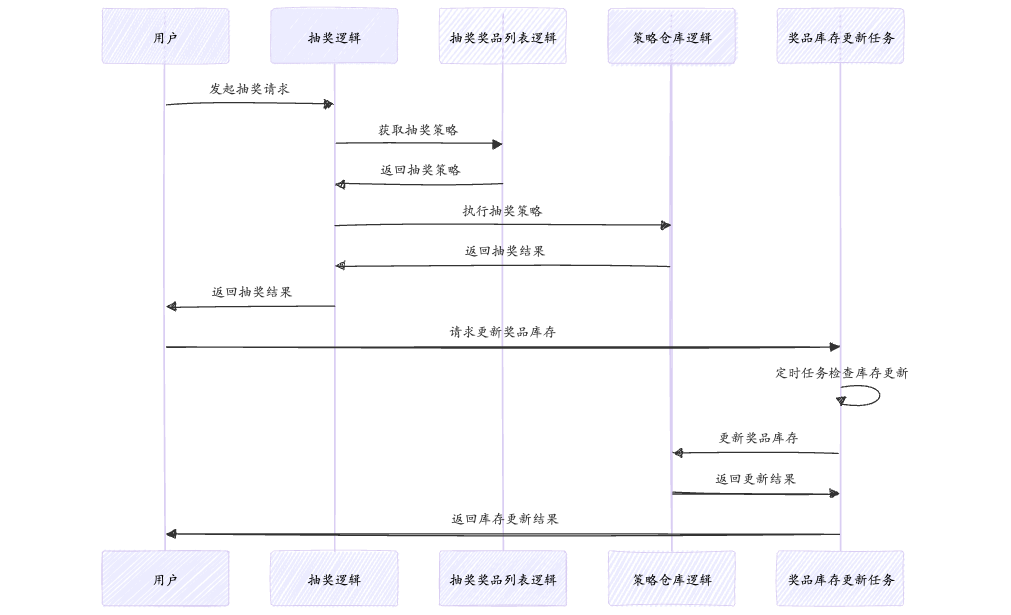 用户
抽奖逻辑
抽奖奖品列表逻辑
策略仓库逻辑
奖品库存更新任务
发起抽奖请求
获取抽奖策略
返回抽奖策略
执行抽奖策略
返回抽奖结果
返回抽奖结果
请求更新奖品库存
定时任务检查库存更新
更新奖品库存
返回更新结果
返回库存更新结果
用户
抽奖逻辑
抽奖奖品列表逻辑
策略仓库逻辑
奖品库存更新任务